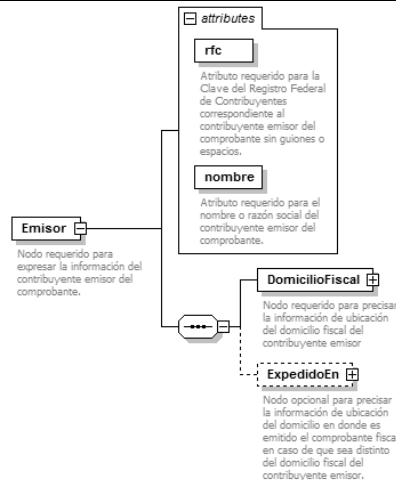 attributes
rfc
Atributo requerido para la
Clave del Registro Federal
de Contribuyentes
correspondiente al
contribuyente emisor del
comprobante sin guiones o
espacios.
nombre
Atributo requerido para el
nombre o razón social del
contribuyente emisor del
comprobante.
Emisor
Nodo requerido para
expresar la información del
contribuyente emisor del
comprobante.
DomicilioFiscal
Nodo requerido para precisar
la información de ubicación
del domicilio fiscal del
contribuyente emisor
ExpedidoEn
Nodo opcional para precisar
la información de ubicación
del domicilio en donde es
emitido el comprobante fisca
en caso de que sea distinto
del domicilio fiscal del
contribuyente emisor.